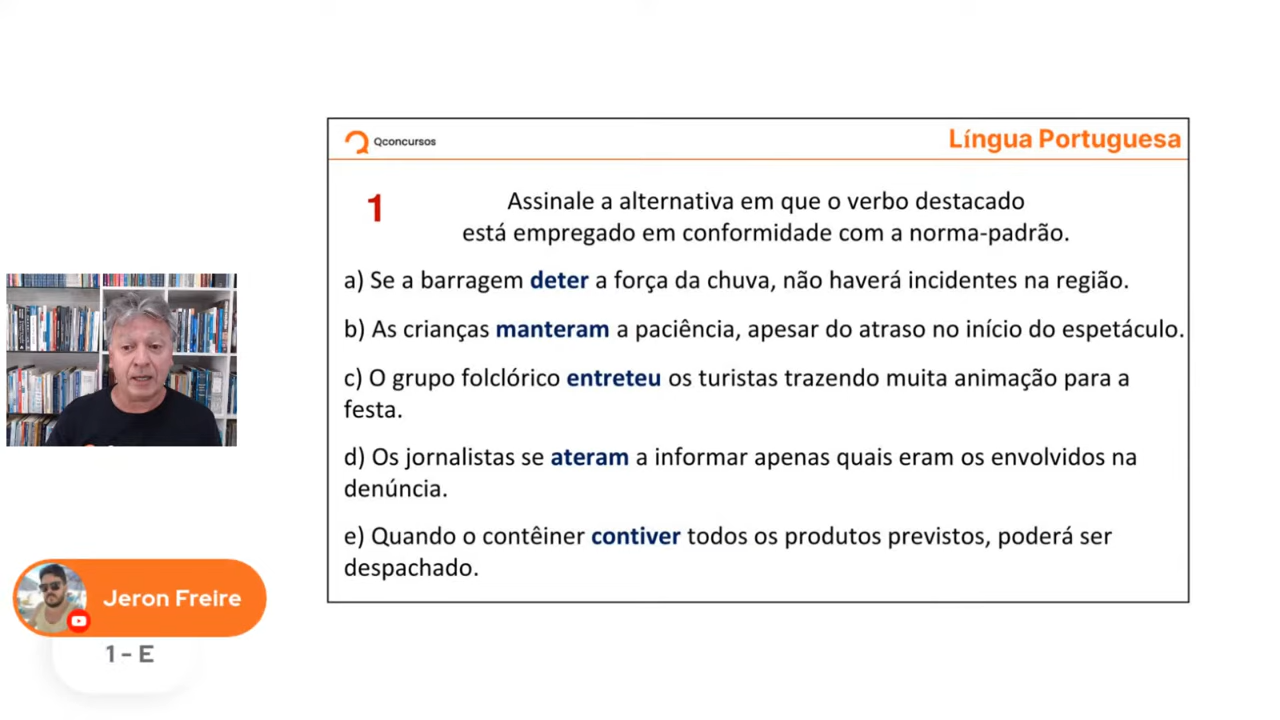 Qconcursos
Língua Portuguesa
1
Assinale a alternativa em que o verbo destacado
está empregado em conformidade com a norma-padrão.
a) Se a barragem deter a força da chuva, não haverá incidentes na região.
b) As crianças manteram a paciência, apesar do atraso no início do espetáculo.
c) O grupo folclórico entreteu os turistas trazendo muita animação para a
festa.
d) Os jornalistas se ateram a informar apenas quais eram os envolvidos na
denúncia.
e) Quando o contêiner contiver todos os produtos previstos, poderá ser
despachado.
Jeron Freire
1 - E